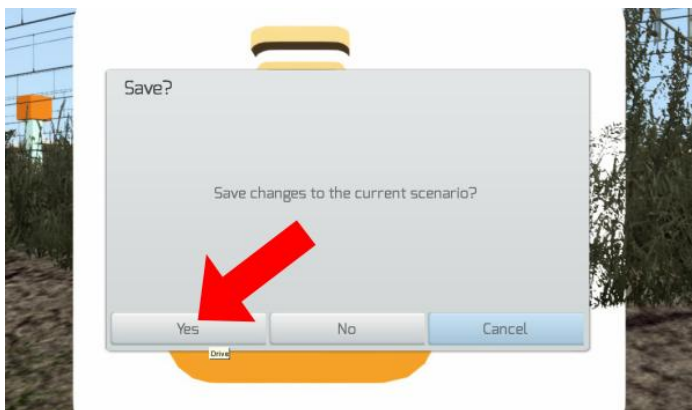 Save?
Save changes to the current scenario?
Yes No Cancel
Drive